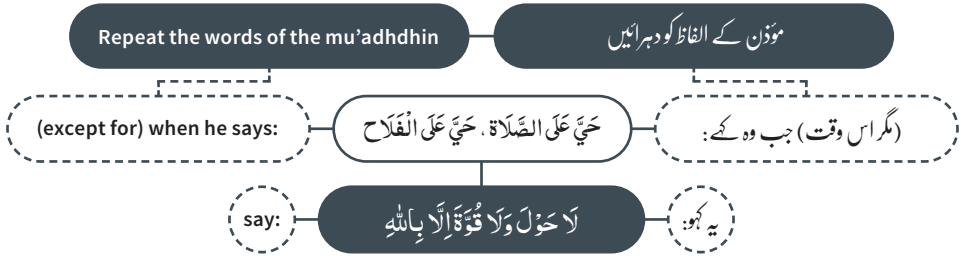 Repeat the words of the mu’adhdhin
مؤذن کے الفاظ کو دہرائیں
(except for) when he says:
حَيَّ عَلَى الصَّلَاة ، حَيَّ عَلَى الْفَلَاح
(مگر اس وقت) جب وہ کہے:
say:
لَا حَوْلَ وَلَا قُوَّةَ اِلَّا بِاللّٰهِ
یہ کہو: